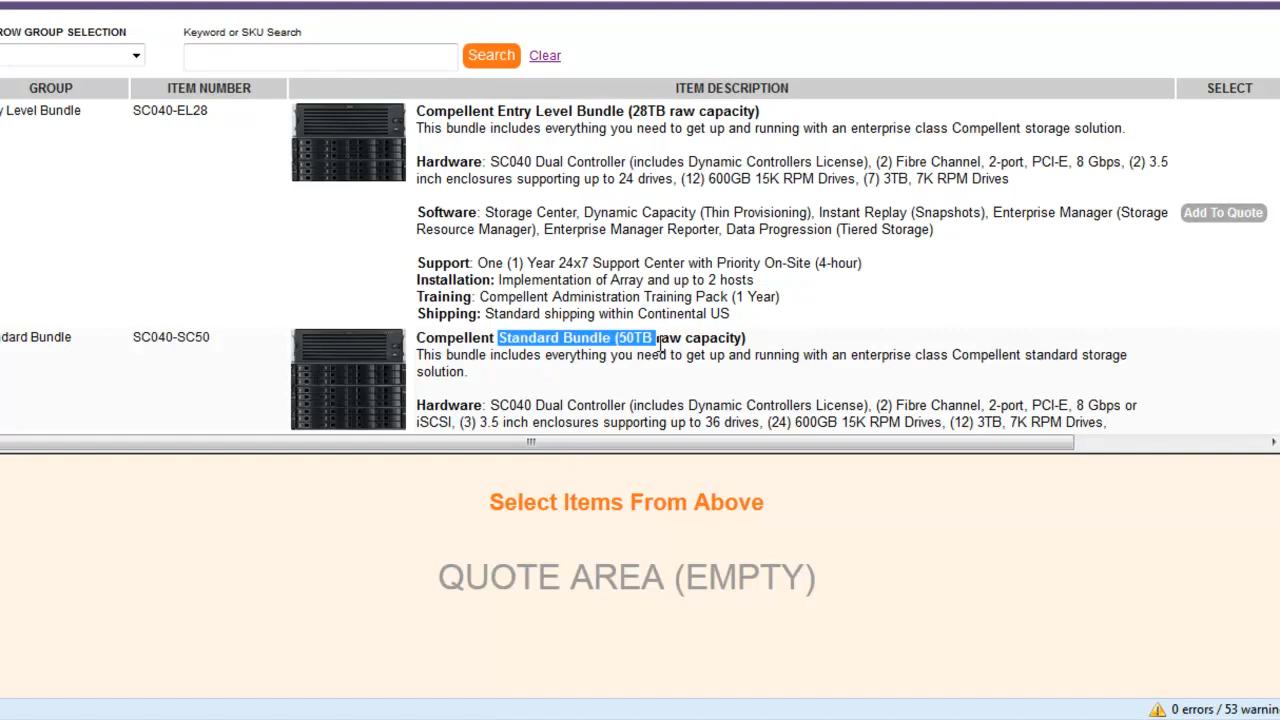 ROW GROUP SELECTION
Keyword or SKU Search
Search
Clear
GROUP
ITEM NUMBER
ITEM DESCRIPTION
SELECT
y Level Bundle
SC040-EL28
Compellent Entry Level Bundle (28TB raw capacity)
This bundle includes everything you need to get up and running with an enterprise class Compellent storage solution.
Hardware: SC040 Dual Controller (includes Dynamic Controllers License), (2) Fibre Channel, 2-port, PCI-E, 8 Gbps, (2) 3.5
inch enclosures supporting up to 24 drives, (12) 600GB 15K RPM Drives, (7) 3TB, 7K RPM Drives
Software: Storage Center, Dynamic Capacity (Thin Provisioning), Instant Replay (Snapshots), Enterprise Manager (Storage
Resource Manager), Enterprise Manager Reporter, Data Progression (Tiered Storage)
Add To Quote
Support: One (1) Year 24x7 Support Center with Priority On-Site (4-hour)
Installation: Implementation of Array and up to 2 hosts
Training: Compellent Administration Training Pack (1 Year)
Shipping: Standard shipping within Continental US
dard Bundle
SC040-SC50
Compellent Standard Bundle (50TB raw capacity)
This bundle includes everything you need to get up and running with an enterprise class Compellent standard storage
solution.
Hardware: SC040 Dual Controller (includes Dynamic Controllers License), (2) Fibre Channel, 2-port, PCI-E, 8 Gbps or
iSCSI, (3) 3.5 inch enclosures supporting up to 36 drives, (24) 600GB 15K RPM Drives, (12) 3TB, 7K RPM Drives,
Select Items From Above
QUOTE AREA (EMPTY)
0 errors / 53 warnin